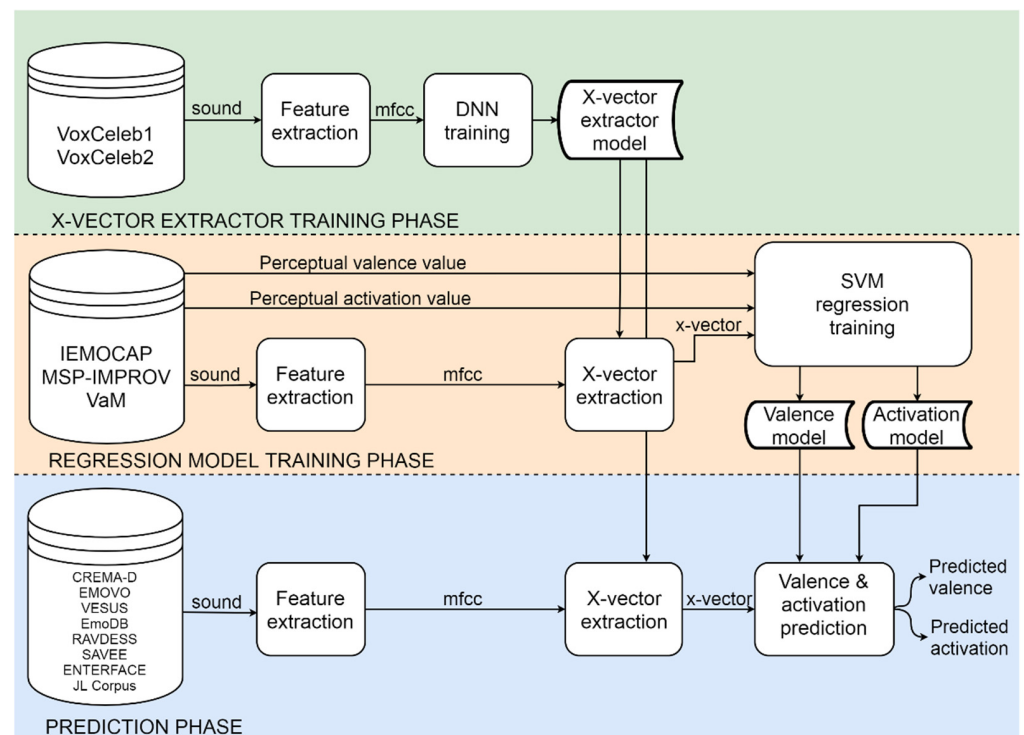 VoxCeleb1
VoxCeleb2
sound
Feature
extraction
mfcc
DNN
training
X-vector
extractor
model
X-VECTOR EXTRACTOR TRAINING PHASE
Perceptual valence value
Perceptual activation value
IEMOCAP
MSP-IMPROV
VaM
sound
Feature
extraction
mfcc
X-vector
extraction
x-vector
SVM
regression
training
Valence
model
Activation
model
REGRESSION MODEL TRAINING PHASE
CREMA-D
EMOVO
VESUS
EmoDB
RAVDESS
SAVEE
ENTERFACE
JL Corpus
sound
Feature
extraction
mfcc
X-vector
extraction
x-vector
Valence &
activation
prediction
Predicted
valence
Predicted
activation
PREDICTION PHASE